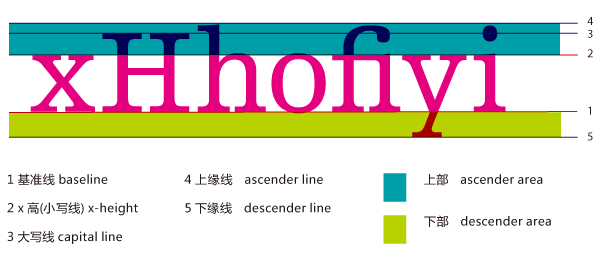 4
3
xHhofiyi
2
1
5
1 基准线 baseline
2 x 高(小写线) x-height
3 大写线 capital line
4 上缘线 ascender line
5 下缘线 descender line
上部 ascender area
下部 descender area